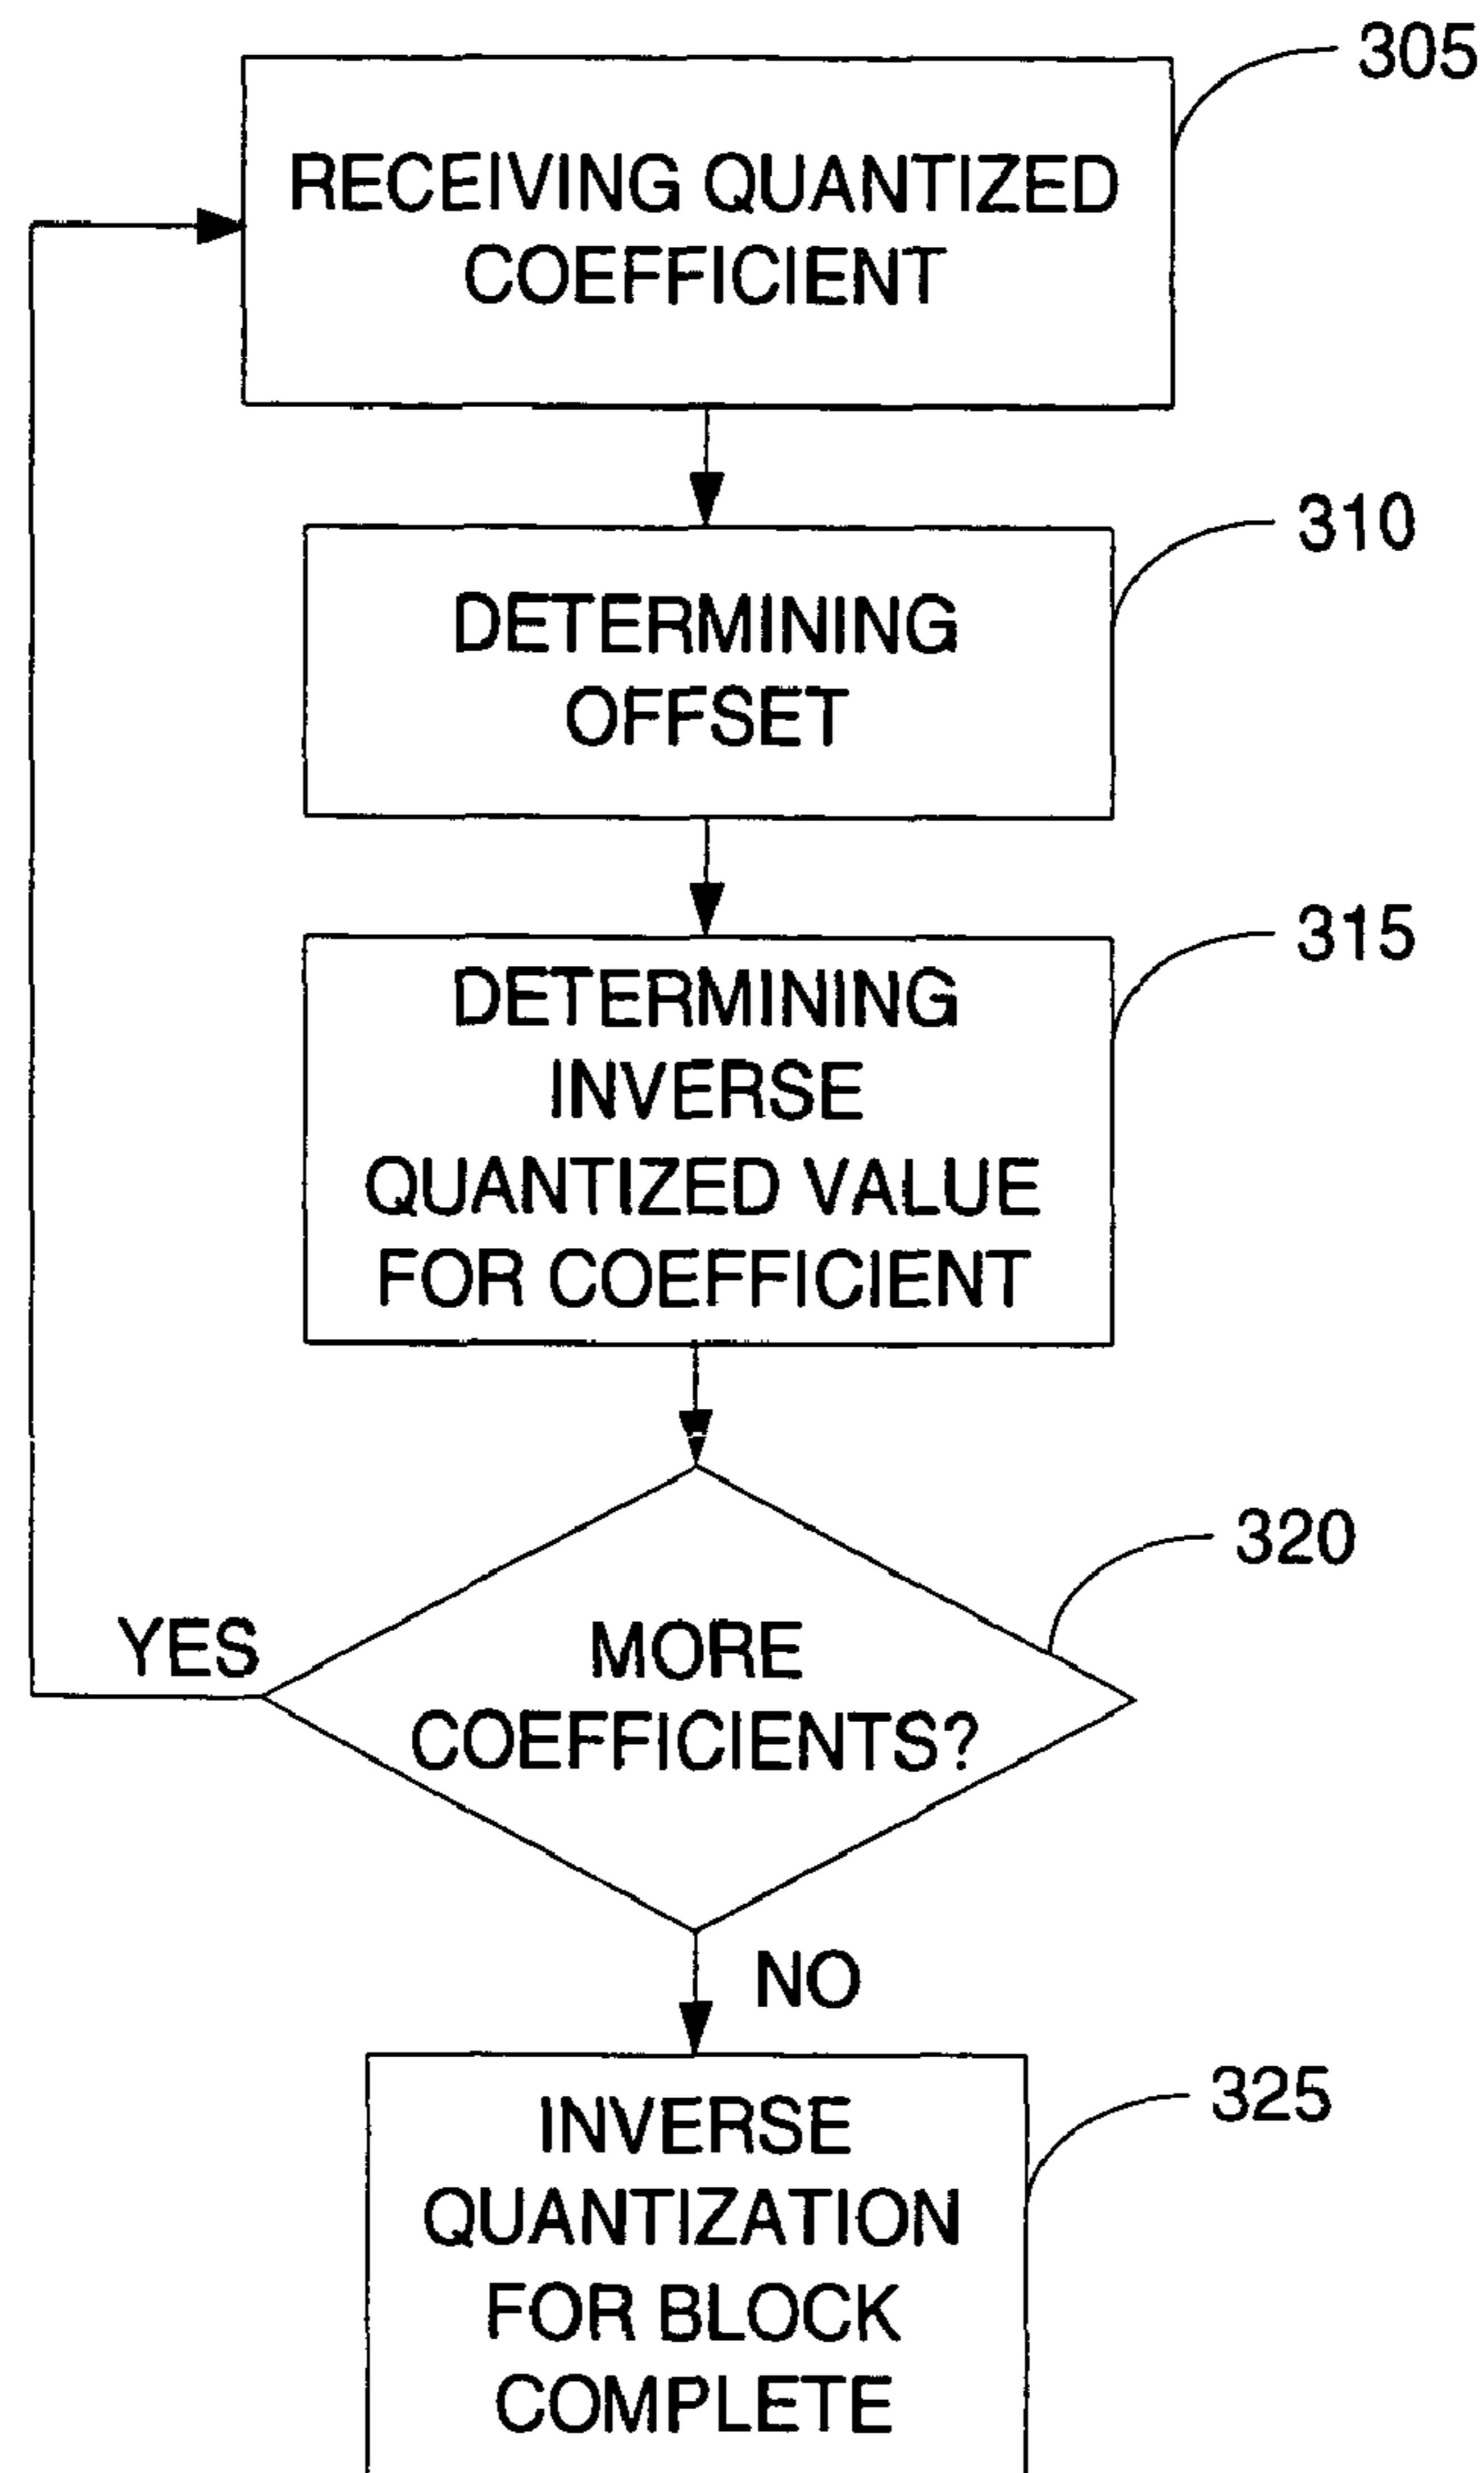 305
RECEIVING QUANTIZED
COEFFICIENT
310
DETERMINING
OFFSET
315
DETERMINING
INVERSE
QUANTIZED VALUE
FOR COEFFICIENT
320
YES
MORE
COEFFICIENTS?
NO
325
INVERSE
QUANTIZATION
FOR BLOCK
COMPLETE